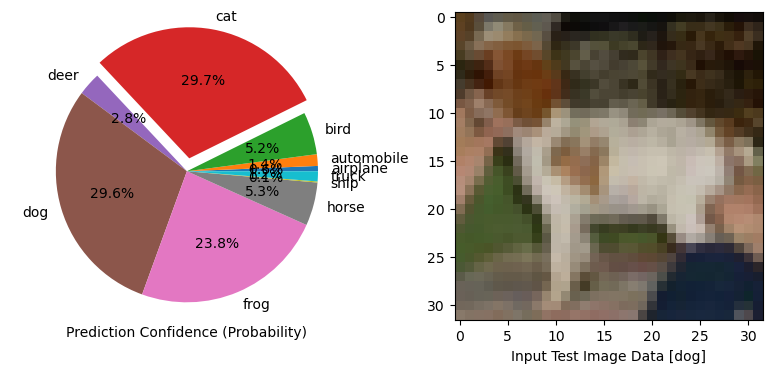 cat
29.7%
deer
2.8%
bird
5.2%
automobile
1.4%
airplane
truck
ship
0.1%
dog
29.6%
5.3%
horse
23.8%
frog
Prediction Confidence (Probability)
0
5
10
15
20
25
30
0 5 10 15 20 25 30
Input Test Image Data [dog]